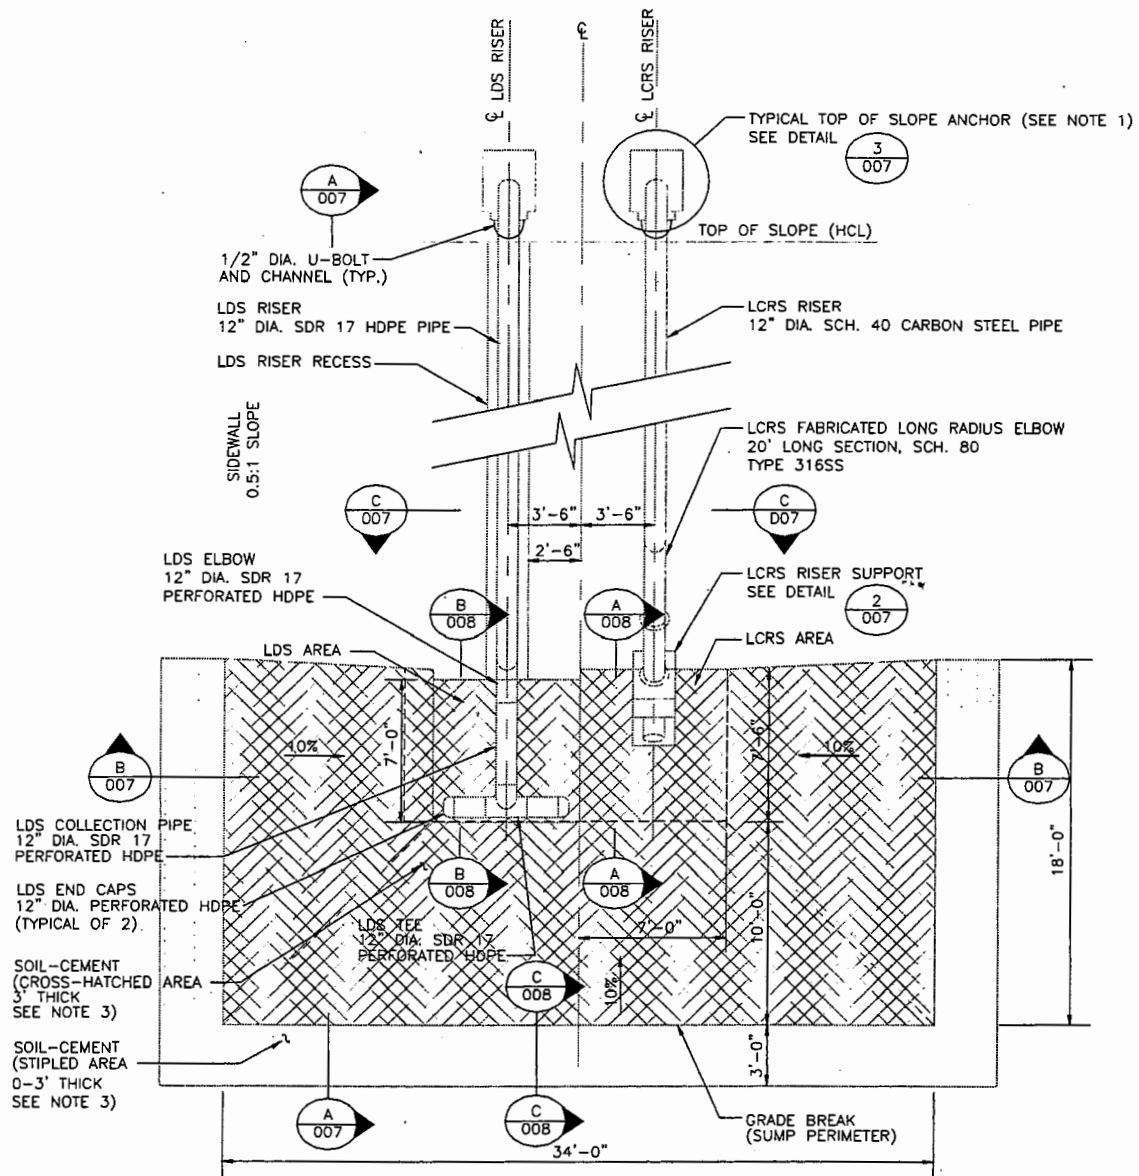 ℄ LDS RISER
℄
℄ LCRS RISER
TYPICAL TOP OF SLOPE ANCHOR (SEE NOTE 1)
SEE DETAIL
3
007
A
007
TOP OF SLOPE (HCL)
1/2" DIA. U-BOLT
AND CHANNEL (TYP.)
LDS RISER
12" DIA. SDR 17 HDPE PIPE
LCRS RISER
12" DIA. SCH. 40 CARBON STEEL PIPE
LDS RISER RECESS
SIDEWALL
0.5:1 SLOPE
LCRS FABRICATED LONG RADIUS ELBOW
20' LONG SECTION, SCH. 80
TYPE 316SS
C
007
3'-6"
3'-6"
C
D07
2'-6"
LDS ELBOW
12" DIA. SDR 17
PERFORATED HDPE
LCRS RISER SUPPORT
SEE DETAIL
2
007
B
008
A
008
LCRS AREA
LDS AREA
7'-0"
7'-6"
10%
10%
B
007
B
007
18'-0"
LDS COLLECTION PIPE
12" DIA. SDR 17
PERFORATED HDPE
B
008
A
008
LDS END CAPS
12" DIA. PERFORATED HDPE
(TYPICAL OF 2)
LDS TEE
12" DIA. SDR 17
PERFORATED HDPE
7'-0"
10'-0"
SOIL-CEMENT
(CROSS-HATCHED AREA
3' THICK
SEE NOTE 3)
C
008
10%
SOIL-CEMENT
(STIPLED AREA
0-3' THICK
SEE NOTE 3)
3'-0"
A
007
C
008
GRADE BREAK
(SUMP PERIMETER)
34'-0"